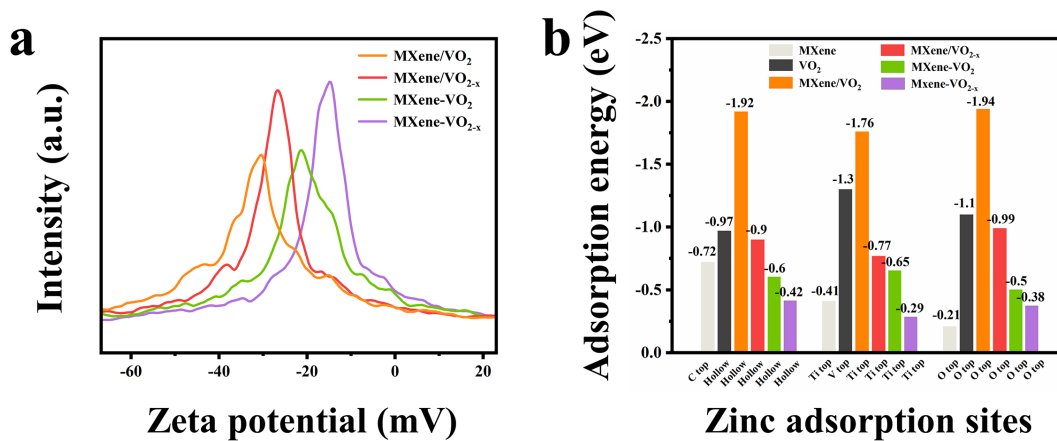 a
MXene/VO₂
MXene/VO₂₋ₓ
MXene-VO₂
MXene-VO₂₋ₓ
Intensity (a.u.)
-60
-40
-20
0
20
Zeta potential (mV)
b
Adsorption energy (eV)
-2.5
-2.0
-1.5
-1.0
-0.5
0.0
MXene
VO₂
MXene/VO₂
MXene/VO₂₋ₓ
MXene-VO₂
Mxene-VO₂₋ₓ
-0.72
-0.97
-1.92
-0.9
-0.6
-0.42
-0.41
-1.3
-1.76
-0.77
-0.65
-0.29
-0.21
-1.1
-1.94
-0.99
-0.5
-0.38
C top
Hollow
Hollow
Hollow
Hollow
Hollow
Ti top
V top
Ti top
Ti top
Ti top
Ti top
O top
O top
O top
O top
O top
O top
Zinc adsorption sites